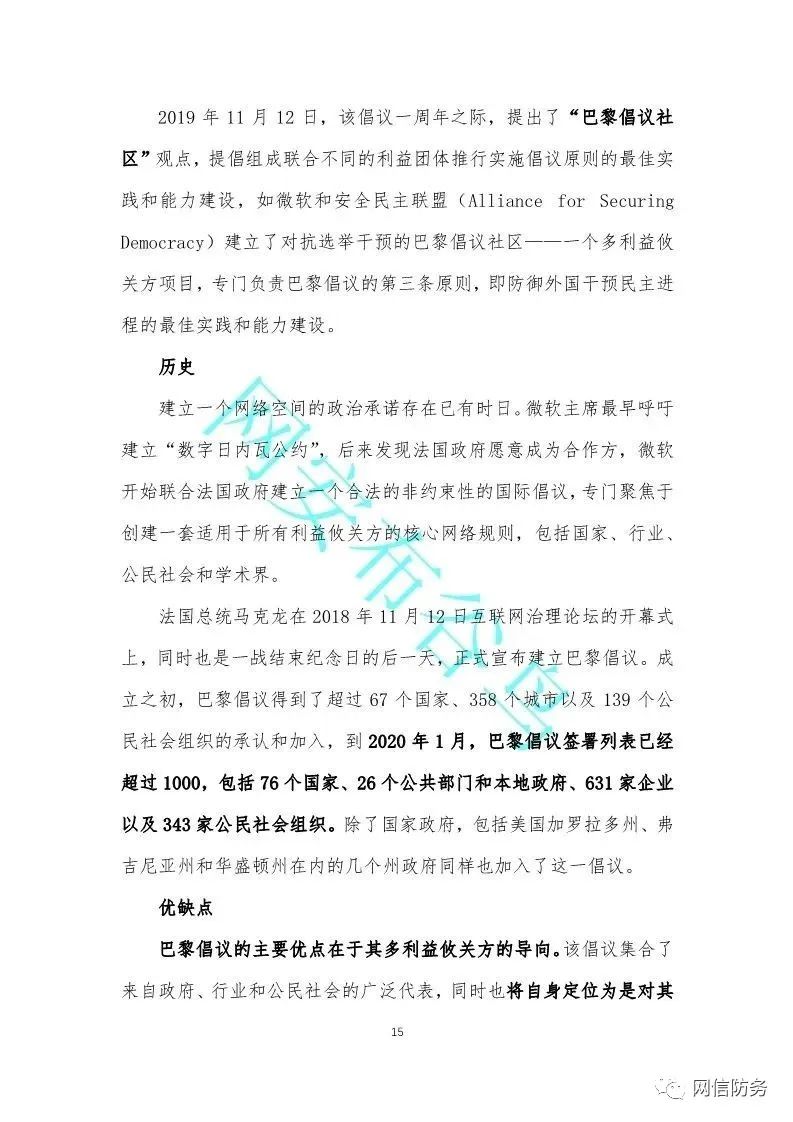 2019 年 11 月 12 日，该倡议一周年之际，提出了“巴黎倡议社
区”观点，提倡组成联合不同的利益团体推行实施倡议原则的最佳实
践和能力建设，如微软和安全民主联盟（Alliance for Securing
Democracy）建立了对抗选举干预的巴黎倡议社区——一个多利益攸
关方项目，专门负责巴黎倡议的第三条原则，即防御外国干预民主进
程的最佳实践和能力建设。
历史
建立一个网络空间的政治承诺存在已有时日。微软主席最早呼吁
建立“数字日内瓦公约”，后来发现法国政府愿意成为合作方，微软
开始联合法国政府建立一个合法的非约束性的国际倡议，专门聚焦于
创建一套适用于所有利益攸关方的核心网络规则，包括国家、行业、
公民社会和学术界。
法国总统马克龙在 2018 年 11 月 12 日互联网治理论坛的开幕式
上，同时也是一战结束纪念日的后一天，正式宣布建立巴黎倡议。成
立之初，巴黎倡议得到了超过 67 个国家、358 个城市以及 139 个公
民社会组织的承认和加入，到 2020 年 1 月，巴黎倡议签署列表已经
超过 1000，包括 76 个国家、26 个公共部门和本地政府、631 家企业
以及 343 家公民社会组织。除了国家政府，包括美国加罗拉多州、弗
吉尼亚州和华盛顿州在内的几个州政府同样也加入了这一倡议。
优缺点
巴黎倡议的主要优点在于其多利益攸关方的导向。该倡议集合了
来自政府、行业和公民社会的广泛代表，同时也将自身定位为是对其
15
网安布谷鸟
网信防务